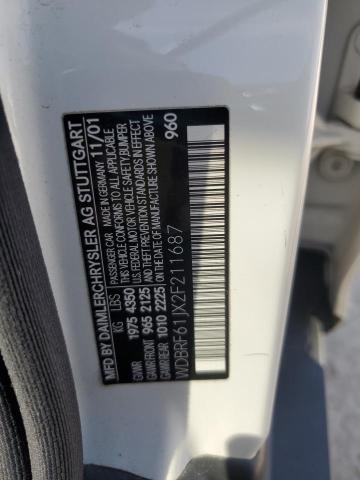 MFD BY DAIMLERCHRYSLER AG STUTTGART
PASSENGER CAR MADE IN GERMANY 11/01
KG LBS THIS VEHICLE CONFORMS TO ALL APPLICABLE
GVWR 1975 4350 U.S. FEDERAL MOTOR VEHICLE SAFETY, BUMPER
GAWR FRONT 965 2125 AND THEFT PREVENTION STANDARDS IN EFFECT
GAWR REAR 1010 2225 ON THE DATE OF MANUFACTURE SHOWN ABOVE
WDBRF61JX2F211687 960